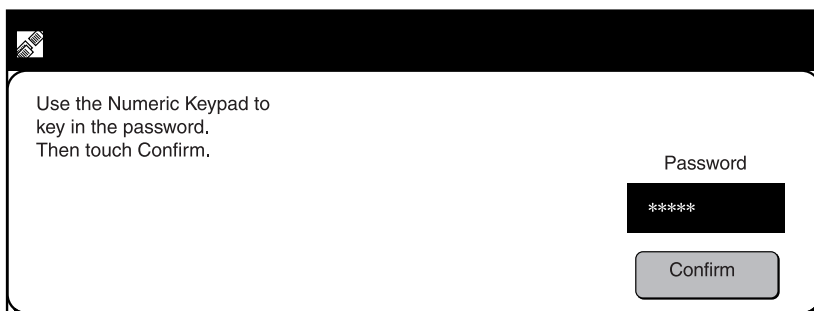 Use the Numeric Keypad to
key in the password.
Then touch Confirm.
Password
*****
Confirm